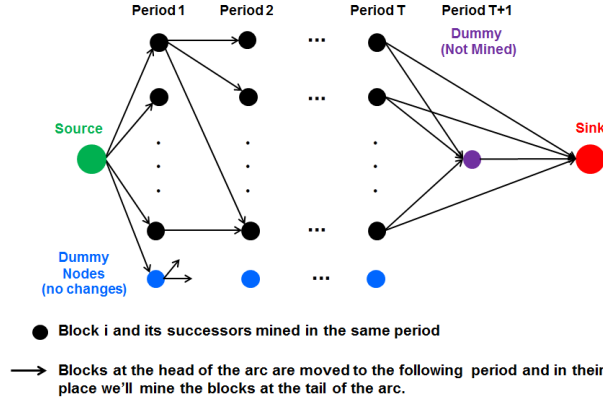 Period 1 Period 2 Period T Period T+1
Dummy
(Not Mined)
Source
Sink
Dummy
Nodes
(no changes)
Block i and its successors mined in the same period
Blocks at the head of the arc are moved to the following period and in their
place we'll mine the blocks at the tail of the arc.